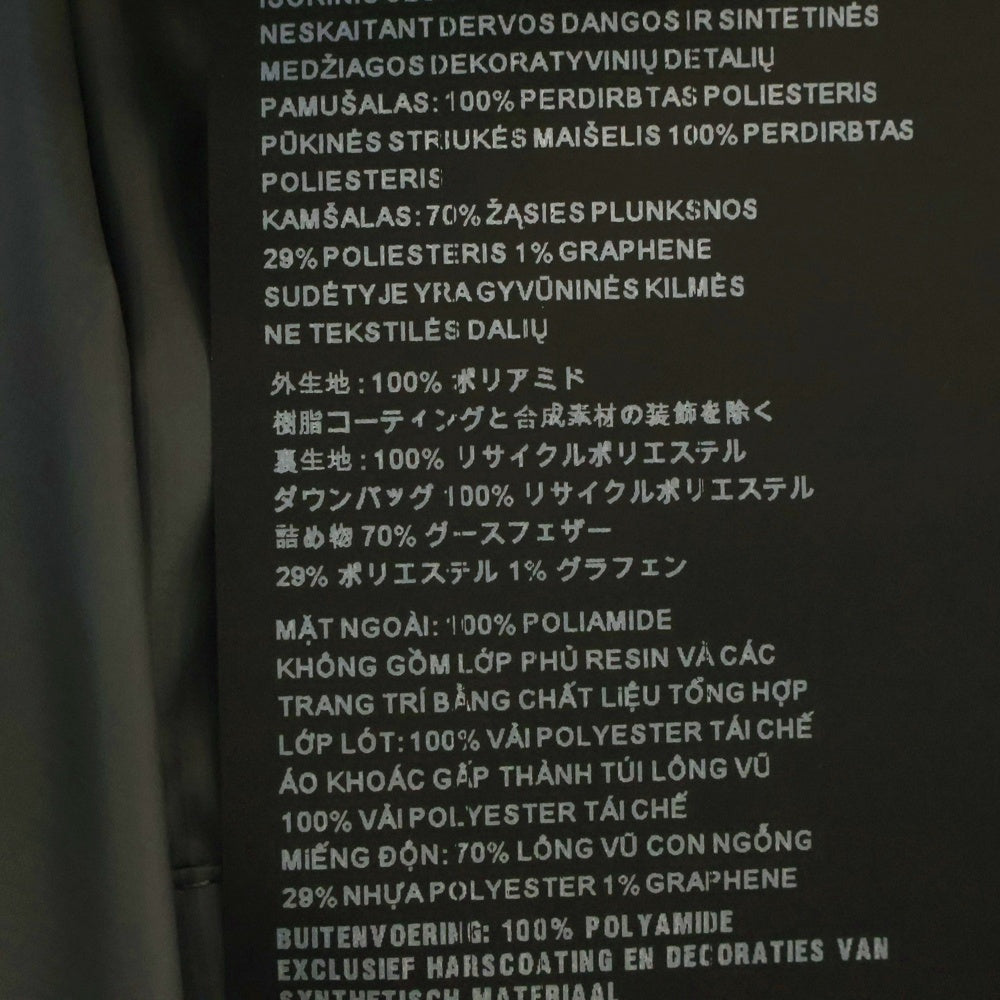 NESKAITANT DERVOS DANGOS IR SINTETINĖS
MEDŽIAGOS DEKORATYVINIŲ DETALIŲ
PAMUŠALAS: 100% PERDIRBTAS POLIESTERIS
PŪKINĖS STRIUKĖS MAIŠELIS 100% PERDIRBTAS
POLIESTERIS
KAMŠALAS: 70% ŽĄSIES PLUNKSNOS
29% POLIESTERIS 1% GRAPHENE
SUDĖTYJE YRA GYVŪNINĖS KILMĖS
NE TEKSTILĖS DALIŲ
外生地 : 100% ポリアミド
樹脂コーティングと合成素材の装飾を除く
裏生地 : 100% リサイクルポリエステル
ダウンバッグ 100% リサイクルポリエステル
詰め物 70% グースフェザー
29% ポリエステル 1% グラフェン
MẶT NGOÀI: 100% POLIAMIDE
KHÔNG GỒM LỚP PHỦ RESIN VÀ CÁC
TRANG TRÍ BẰNG CHẤT LIỆU TỔNG HỢP
LỚP LÓT: 100% VẢI POLYESTER TÁI CHẾ
ÁO KHOÁC GẤP THÀNH TÚI LÔNG VŨ
100% VẢI POLYESTER TÁI CHẾ
MIẾNG ĐỘN: 70% LÔNG VŨ CON NGỖNG
29% NHỰA POLYESTER 1% GRAPHENE
BUITENVOERING: 100% POLYAMIDE
EXCLUSIEF HARSCOATING EN DECORATIES VAN
SYNTHETISCH MATERIAAL